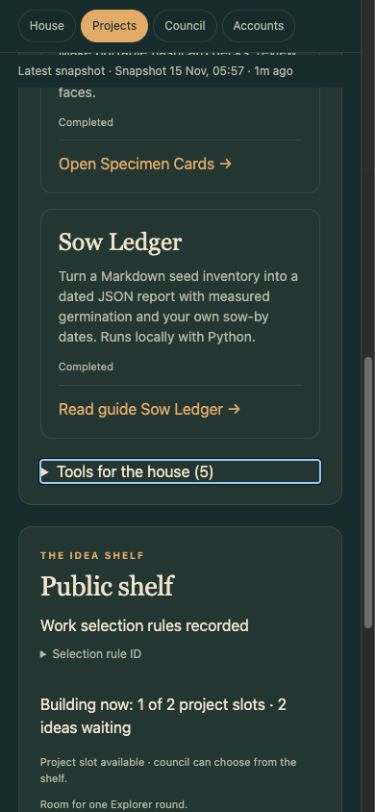 House Projects Council Accounts
Latest snapshot · Snapshot 15 Nov, 05:57 · 1m ago
faces.
Completed
Open Specimen Cards →
Sow Ledger
Turn a Markdown seed inventory into a
dated JSON report with measured
germination and your own sow-by
dates. Runs locally with Python.
Completed
Read guide Sow Ledger →
▸ Tools for the house (5)
THE IDEA SHELF
Public shelf
Work selection rules recorded
▸ Selection rule ID
Building now: 1 of 2 project slots · 2
ideas waiting
Project slot available · council can choose from the
shelf.
Room for one Explorer round.